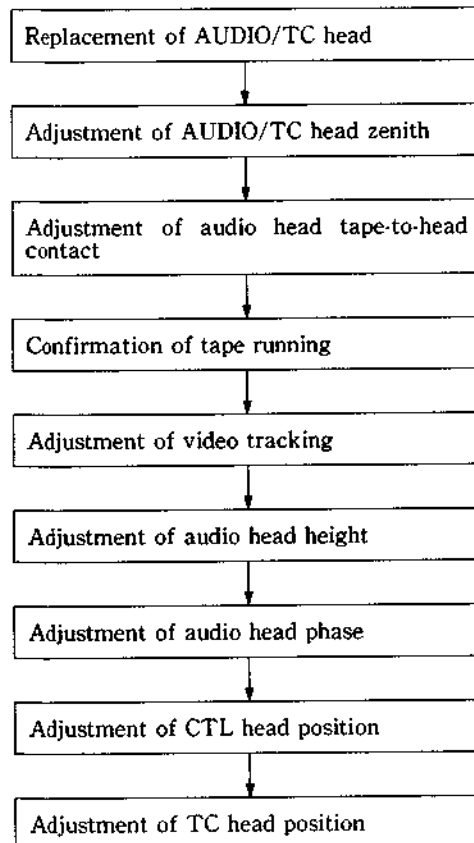 Replacement of AUDIO/TC head
Adjustment of AUDIO/TC head zenith
Adjustment of audio head tape-to-head
contact
Confirmation of tape running
Adjustment of video tracking
Adjustment of audio head height
Adjustment of audio head phase
Adjustment of CTL head position
Adjustment of TC head position